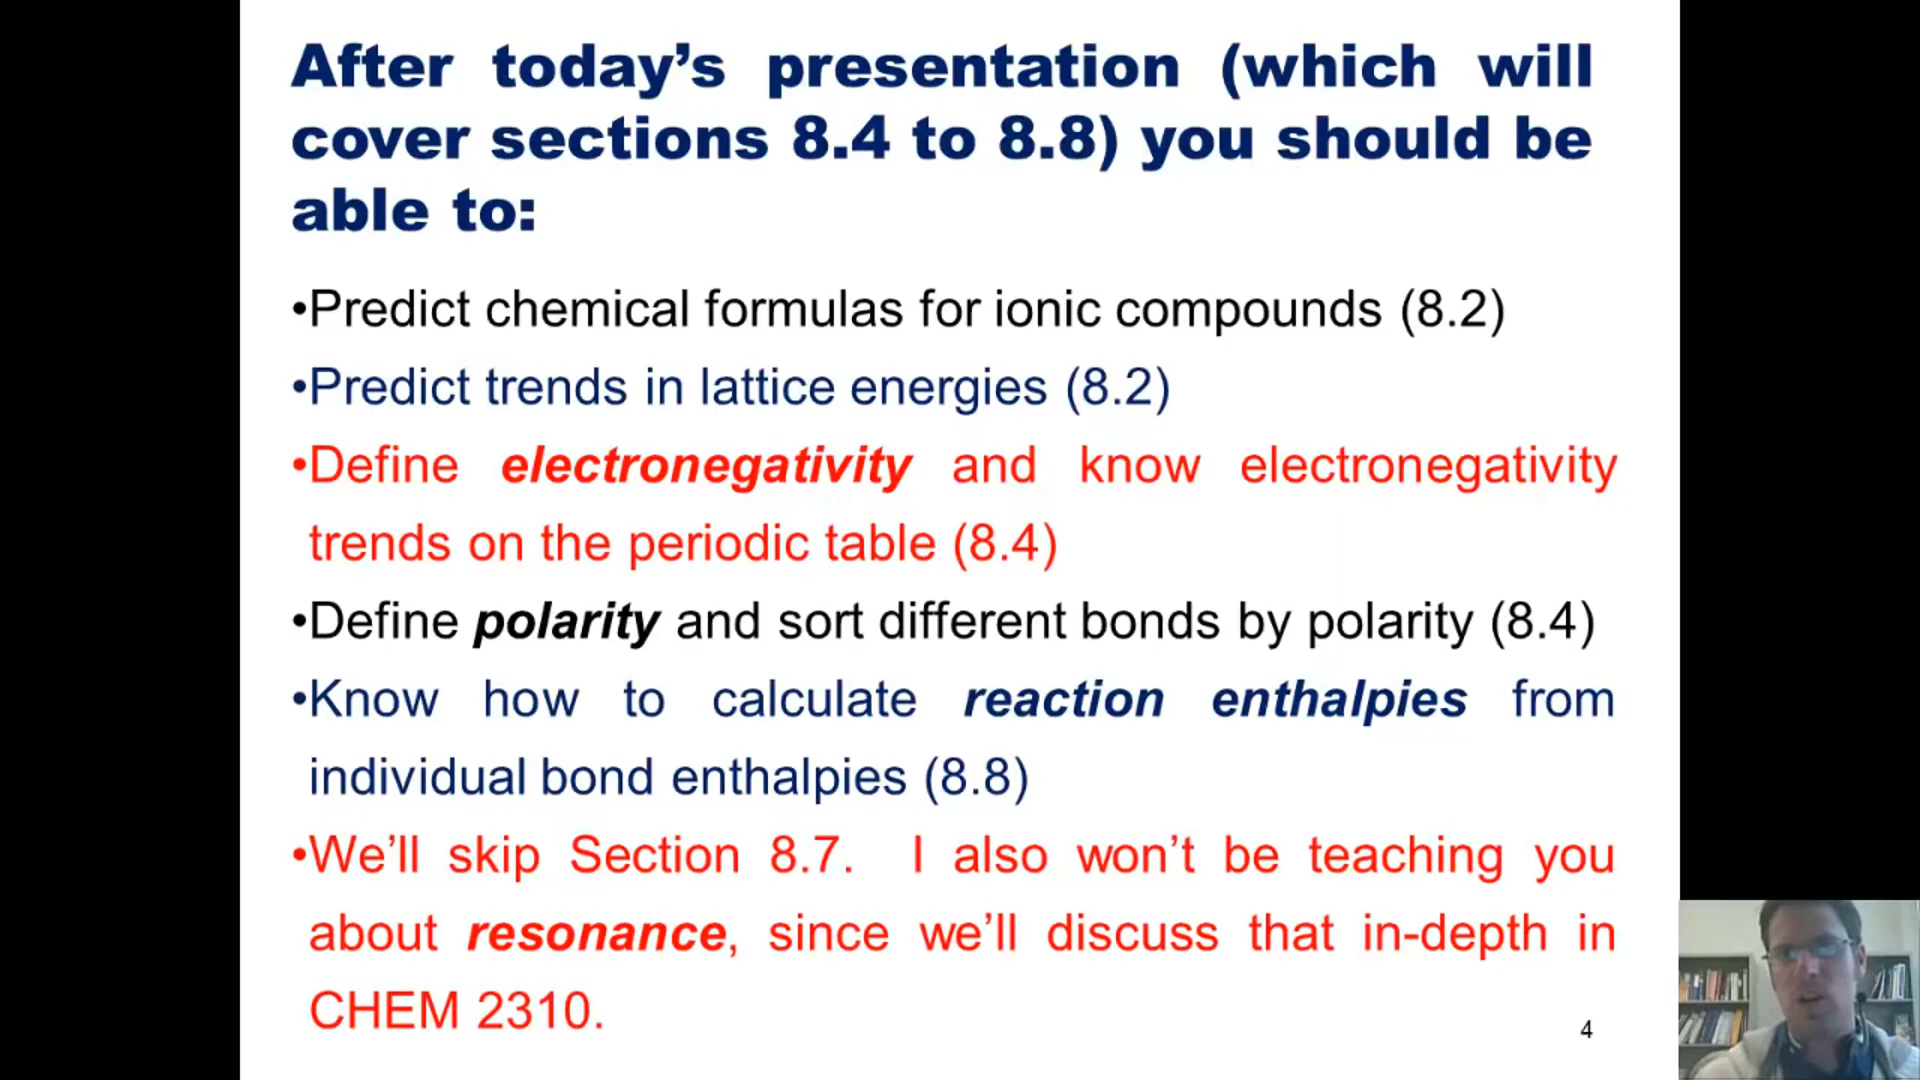 After today’s presentation (which will
cover sections 8.4 to 8.8) you should be
able to:
•Predict chemical formulas for ionic compounds (8.2)
•Predict trends in lattice energies (8.2)
•Define electronegativity and know electronegativity
trends on the periodic table (8.4)
•Define polarity and sort different bonds by polarity (8.4)
•Know how to calculate reaction enthalpies from
individual bond enthalpies (8.8)
•We’ll skip Section 8.7. I also won’t be teaching you
about resonance, since we’ll discuss that in-depth in
CHEM 2310.
4